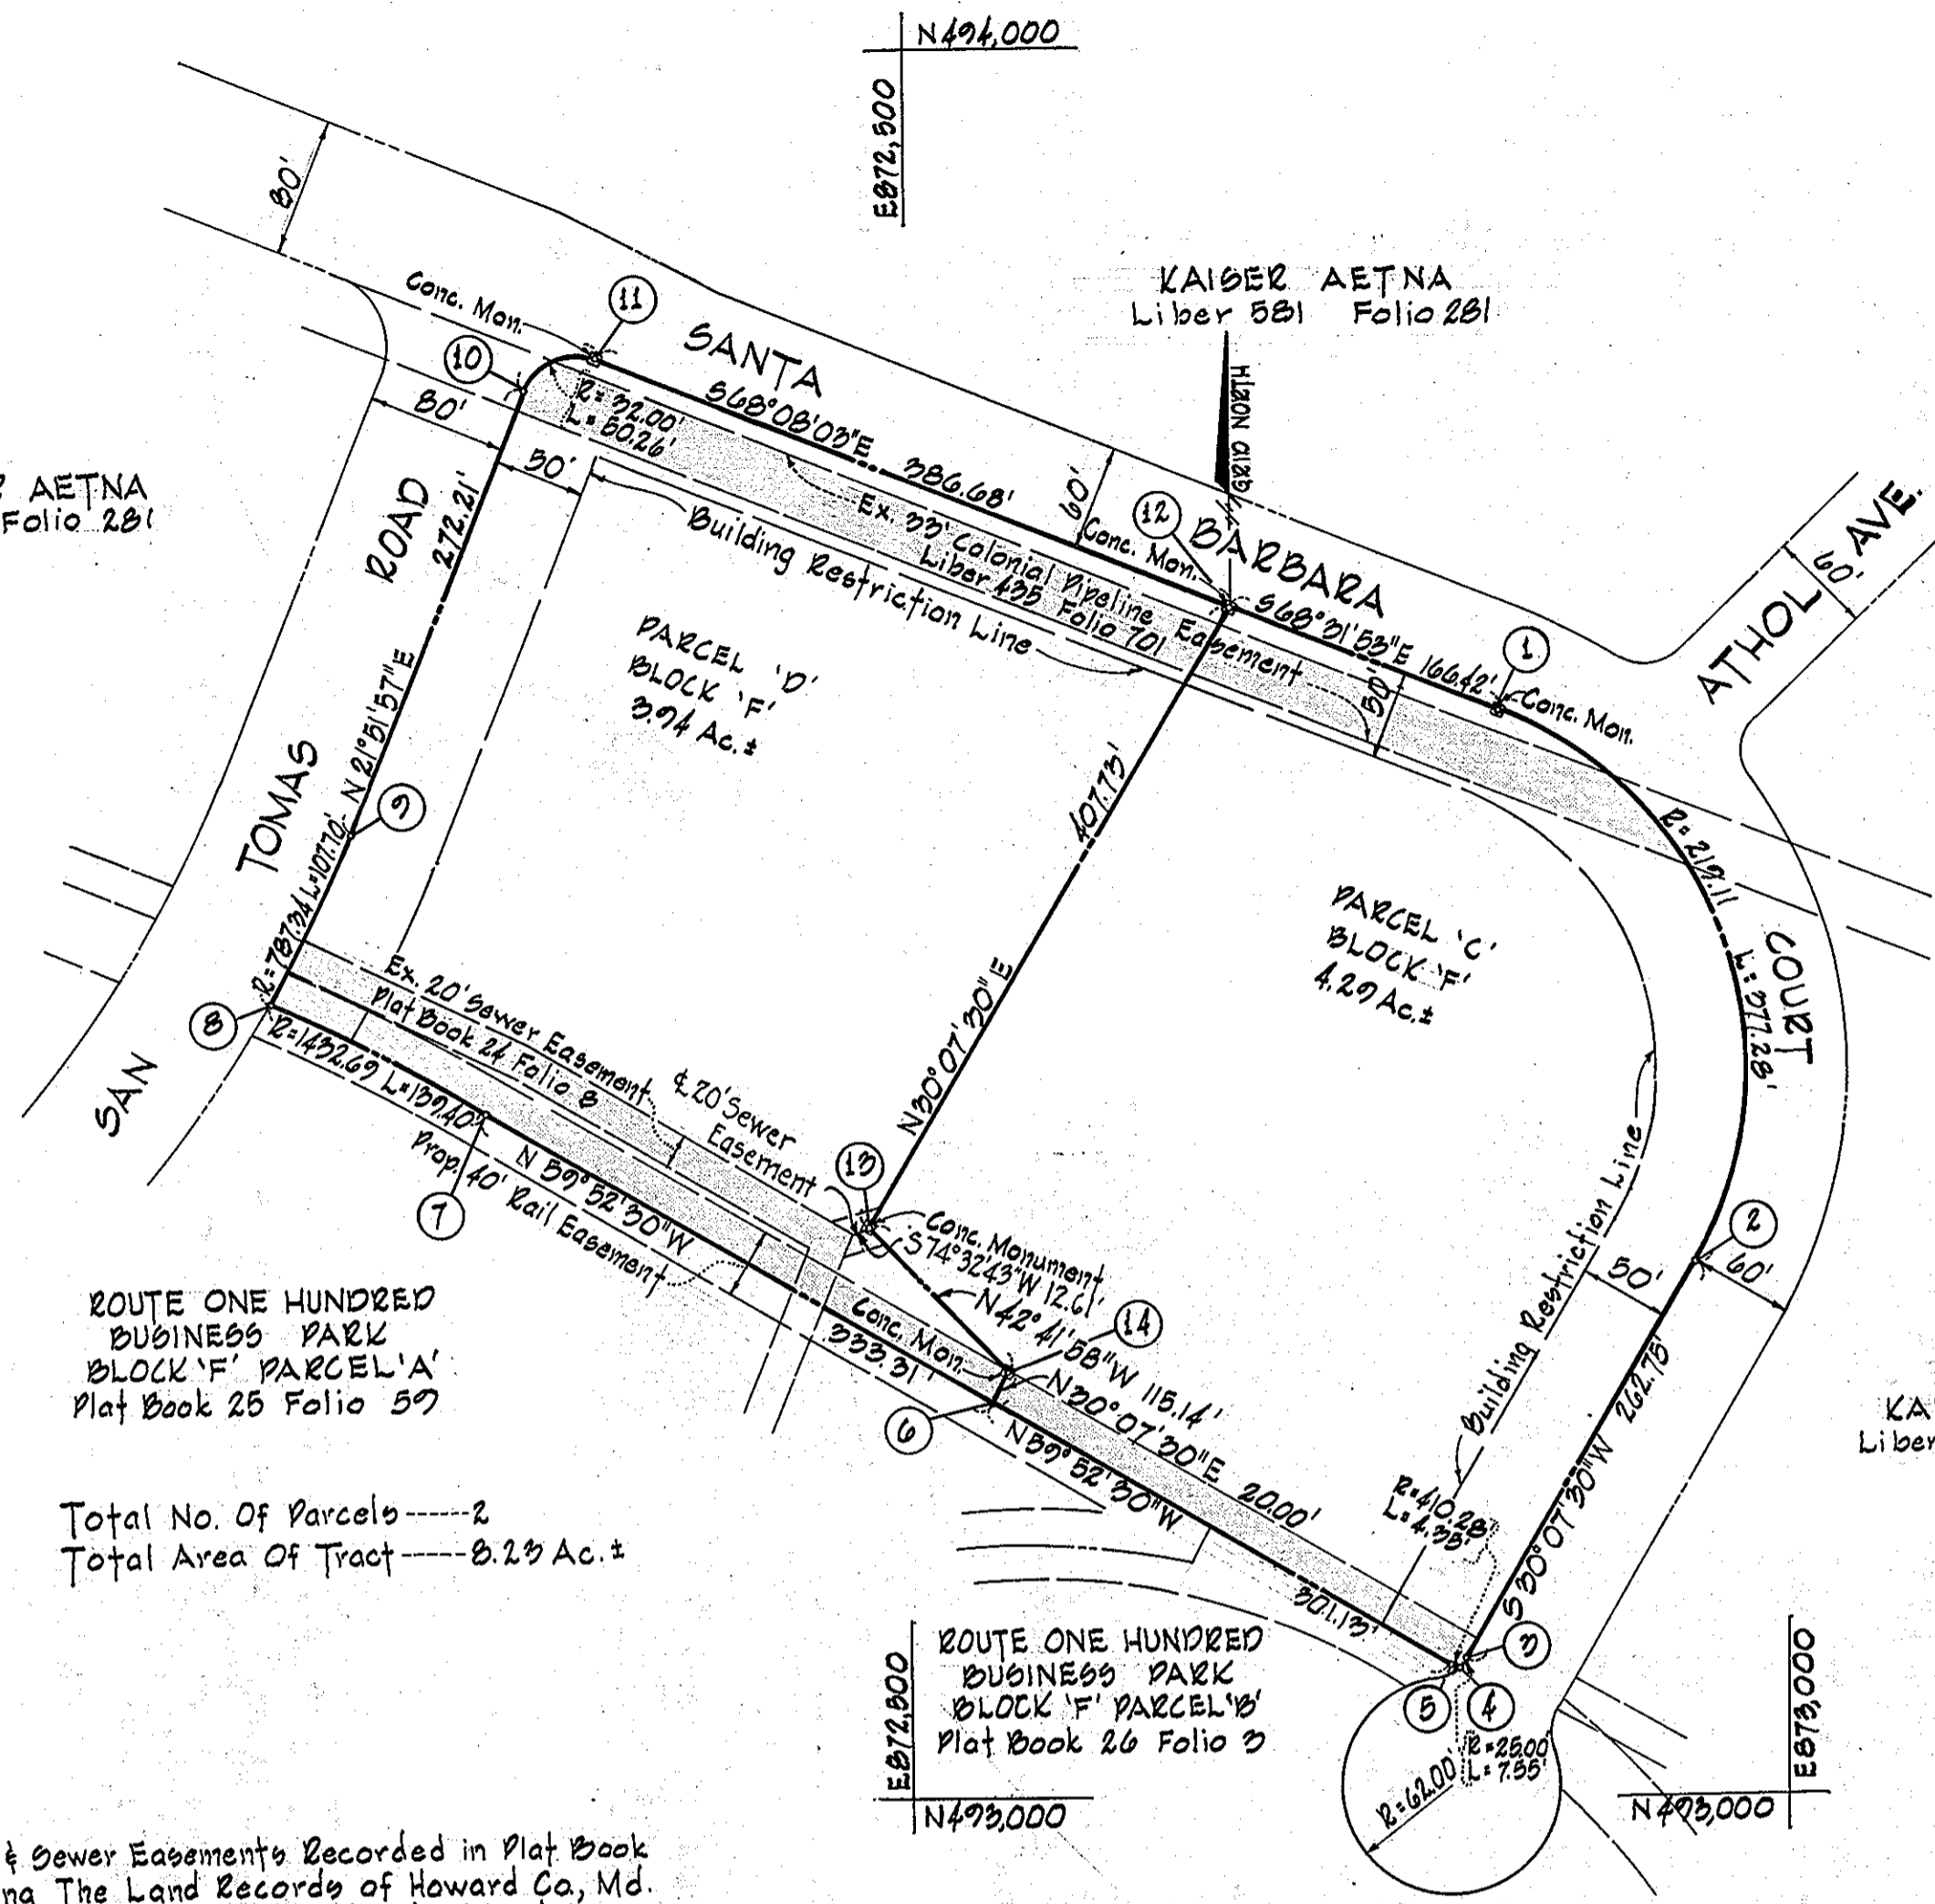 N494,000
E872,500
80'
KAISER AETNA
Liber 581 Folio 281
GRID NORTH
Conc. Mon.
11
10
SANTA
S68°08'03"E 386.68'
R=32.00'
L=50.26'
80'
50'
60'
AETNA
Folio 281
ROAD
272.21'
Ex. 33' Colonial Pipeline Easement
Liber 435 Folio 701
Building Restriction Line
Conc. Mon.
12
BARBARA
S68°31'53"E 166.42'
1
Conc. Mon.
50'
ATHOL AVE.
60'
PARCEL 'D'
BLOCK 'F'
3.94 Ac.±
N 21°51'57"E
TOMAS
9
407.73'
N30°07'30"E
PARCEL 'C'
BLOCK 'F'
4.29 Ac.±
R=219.11
L=377.28'
COURT
R=787.34 L=107.70'
8
SAN
Ex. 20' Sewer Easement
Plat Book 24 Folio 8
R=1432.69 L=139.40'
7
Prop. 40' Rail Easement
N 59°52'30"W
333.31'
℄ 20' Sewer
Easement
13
Conc. Monument
S74°32'43"W 12.61'
N42°41'58"W 115.14'
14
Conc. Mon.
N30°07'30"E 20.00'
6
N59°52'30"W
301.13'
Building Restriction Line
2
50'
60'
S30°07'30"W 262.75'
R=410.28'
L=4.35'
3
4
5
R=25.00'
L=7.55'
R=62.00'
KA
Liber
ROUTE ONE HUNDRED
BUSINESS PARK
BLOCK 'F' PARCEL 'A'
Plat Book 25 Folio 59
Total No. Of Parcels------2
Total Area Of Tract-----8.23 Ac.±
ROUTE ONE HUNDRED
BUSINESS PARK
BLOCK 'F' PARCEL 'B'
Plat Book 26 Folio 3
E872,500
N493,000
E873,000
N493,000
& Sewer Easements Recorded in Plat Book
The Land Records of Howard Co., Md.